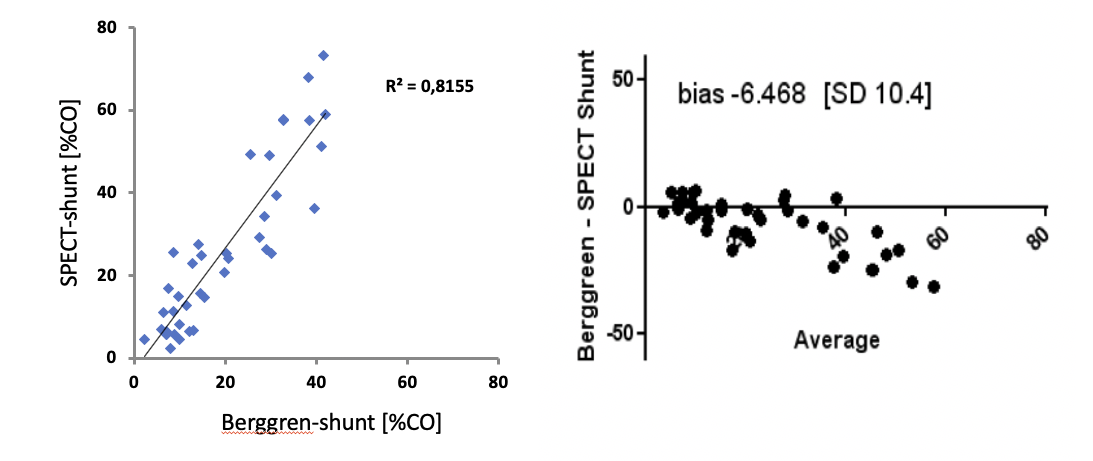 80
60
40
20
0
0 20 40 60 80
SPECT-shunt [%CO]
R² = 0,8155
Berggren-shunt [%CO]
50
0
-50
Berggreen - SPECT Shunt
bias -6.468 [SD 10.4]
40 60 80
Average